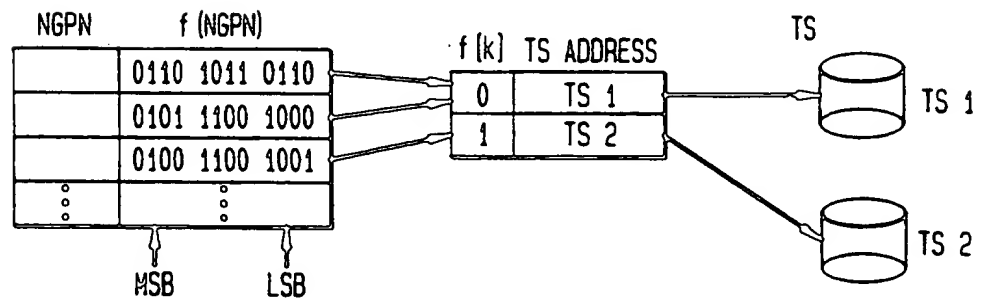 NGPN f (NGPN) f (k) TS ADDRESS TS
0110 1011 0110 0 TS 1 TS 1
0101 1100 1000 1 TS 2
0100 1100 1001
TS 2
MSB LSB